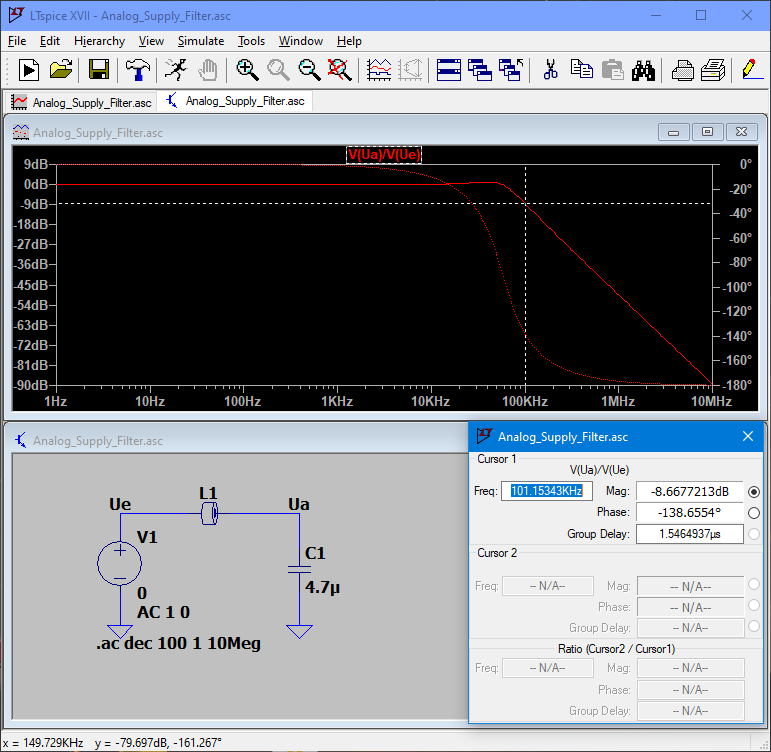 LTspice XVII - Analog_Supply_Filter.asc
File Edit Hierarchy View Simulate Tools Window Help
Analog_Supply_Filter.asc Analog_Supply_Filter.asc
Analog_Supply_Filter.asc
V(Ua)/V(Ue)
9dB 0°
0dB -20°
-9dB -40°
-18dB -60°
-27dB -80°
-36dB -100°
-45dB -120°
-54dB -140°
-63dB -160°
-72dB -180°
-81dB
-90dB
1Hz 10Hz 100Hz 1KHz 10KHz 100KHz 1MHz 10MHz
Analog_Supply_Filter.asc
Ue L1 Ua
V1
C1
4.7µ
0
AC 1 0
.ac dec 100 1 10Meg
Analog_Supply_Filter.asc
Cursor 1
V(Ua)/V(Ue)
Freq: 101.15343KHz Mag: -8.6677213dB
Phase: -138.6554°
Group Delay: 1.5464937µs
Cursor 2
Freq: -- N/A-- Mag: -- N/A--
Phase: -- N/A--
Group Delay: -- N/A--
Ratio (Cursor2 / Cursor1)
Freq: -- N/A-- Mag: -- N/A--
Phase: -- N/A--
Group Delay: -- N/A--
x = 149.729KHz y = -79.697dB, -161.267°